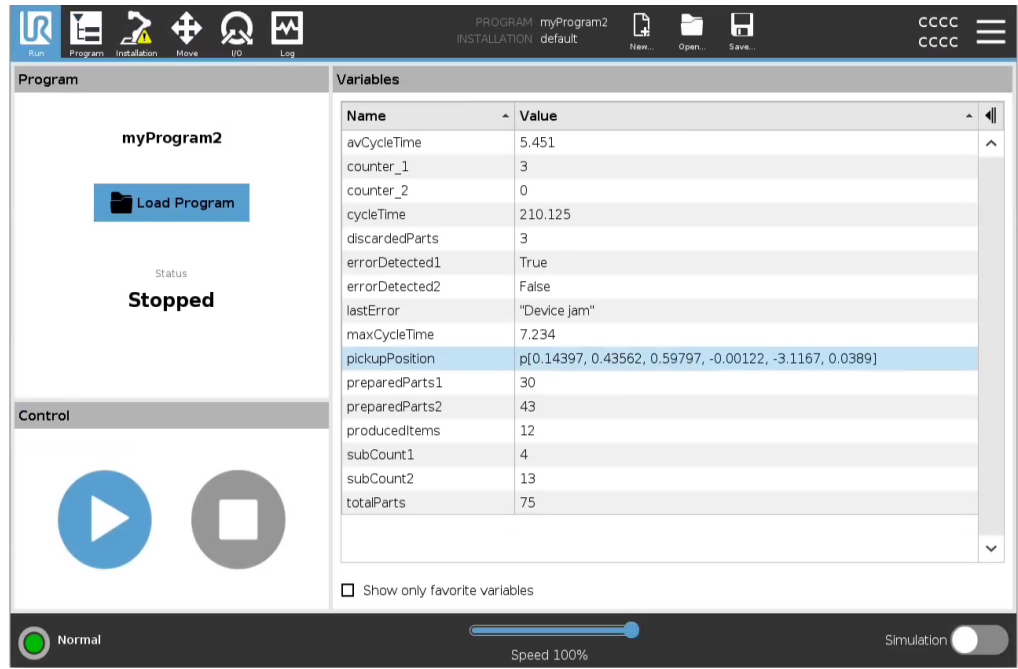 UR
PROGRAM myProgram2
INSTALLATION default
CCCC
CCCC
Run Program Installation Move I/O Log New... Open... Save...
Program
myProgram2
Load Program
Status
Stopped
Control
Variables
Name Value
avCycleTime 5.451
counter_1 3
counter_2 0
cycleTime 210.125
discardedParts 3
errorDetected1 True
errorDetected2 False
lastError "Device jam"
maxCycleTime 7.234
pickupPosition p[0.14397, 0.43562, 0.59797, -0.00122, -3.1167, 0.0389]
preparedParts1 30
preparedParts2 43
producedItems 12
subCount1 4
subCount2 13
totalParts 75
Show only favorite variables
Normal
Speed 100%
Simulation